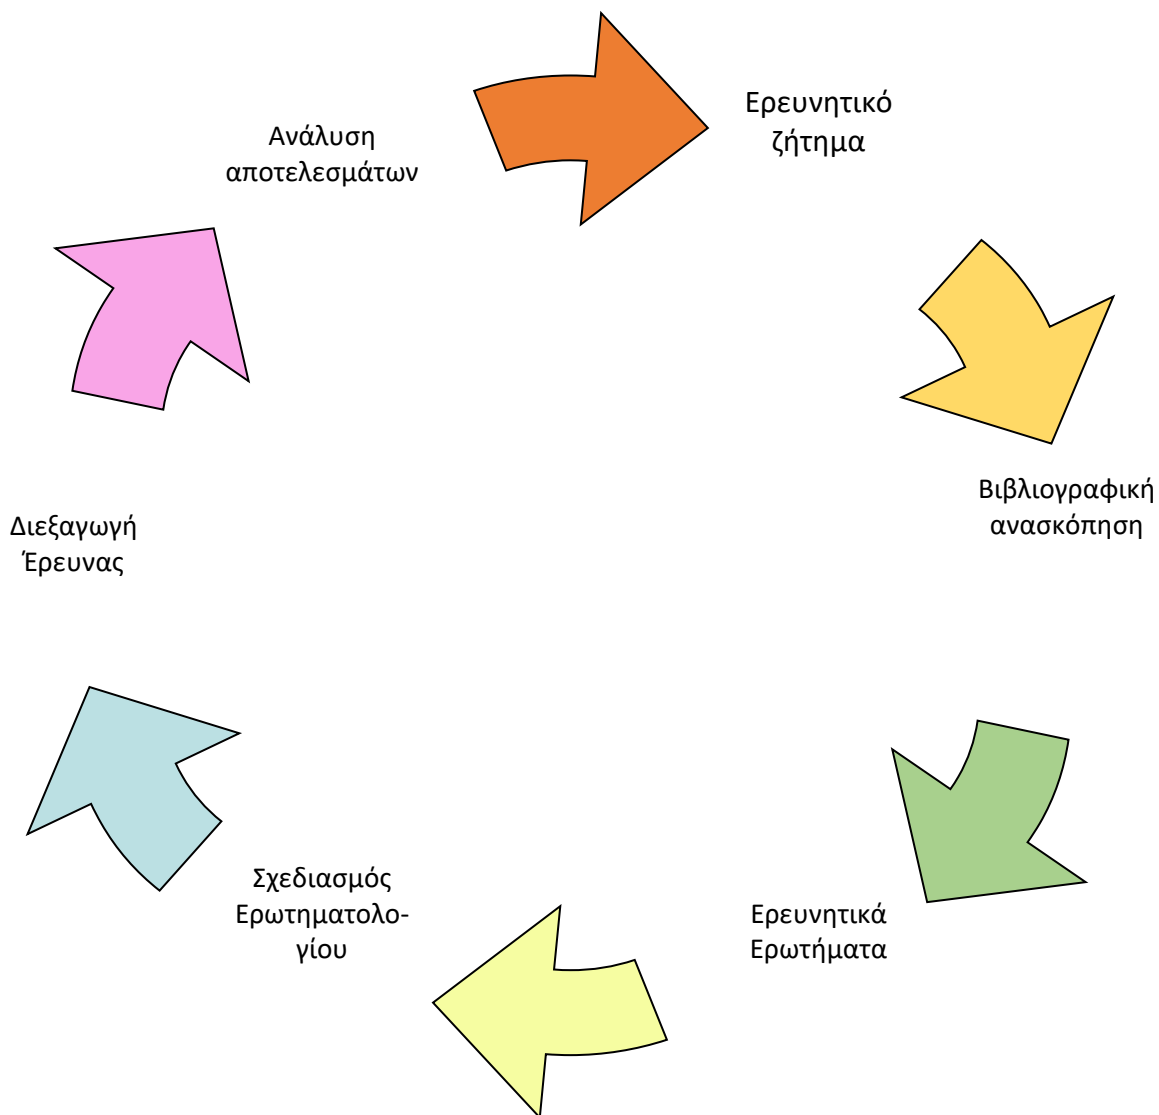 Ερευνητικό
ζήτημα
Βιβλιογραφική
ανασκόπηση
Ερευνητικά
Ερωτήματα
Σχεδιασμός
Ερωτηματολο-
γίου
Διεξαγωγή
Έρευνας
Ανάλυση
αποτελεσμάτων